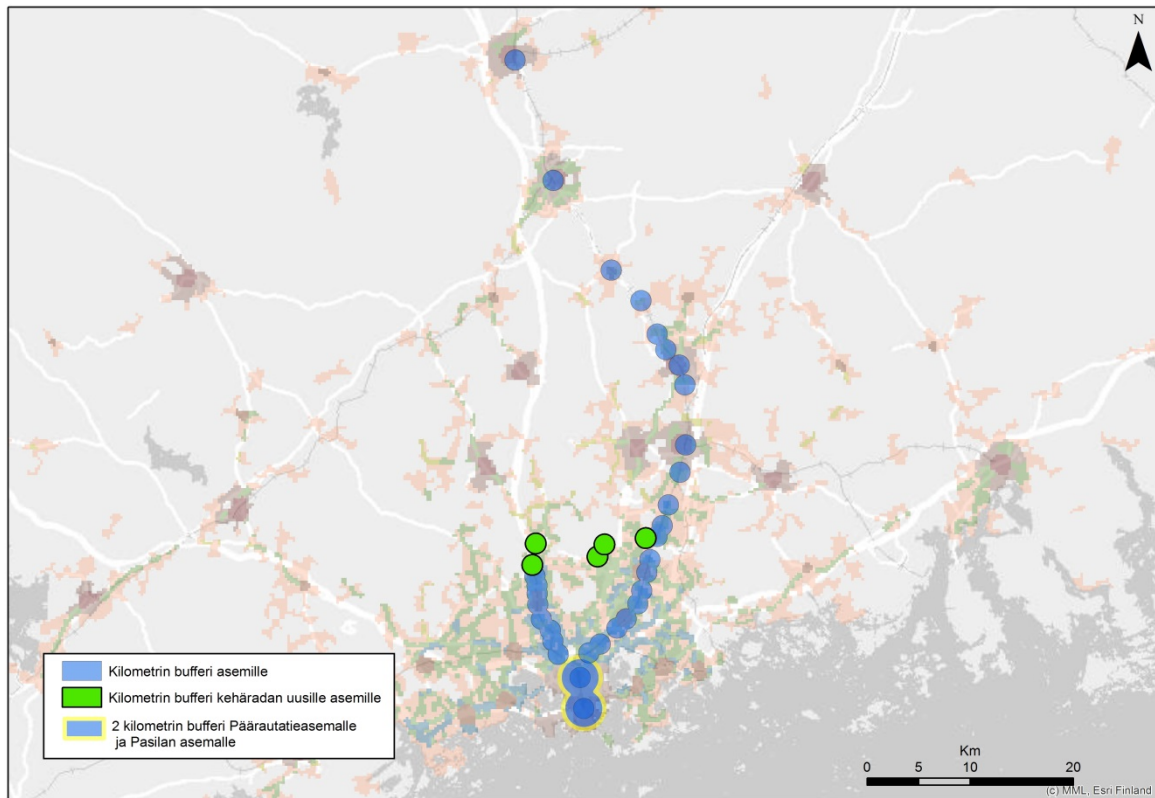 N
Kilometrin bufferi asemille
Kilometrin bufferi kehäradan uusille asemille
2 kilometrin bufferi Päärautatieasemalle
ja Pasilan asemalle
Km
0 5 10 20
(c) MML, Esri Finland